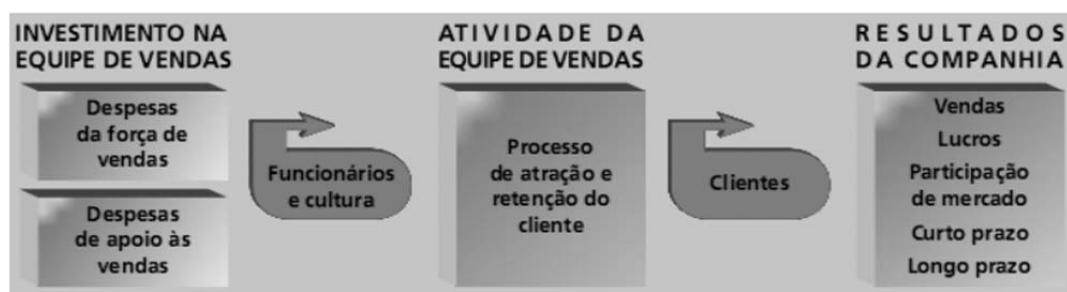 INVESTIMENTO NA
EQUIPE DE VENDAS
Despesas
da força de
vendas
Despesas
de apoio às
vendas
Funcionários
e cultura
ATIVIDADE DA
EQUIPE DE VENDAS
Processo
de atração e
retenção do
cliente
Clientes
RESULTADOS
DA COMPANHIA
Vendas
Lucros
Participação
de mercado
Curto prazo
Longo prazo